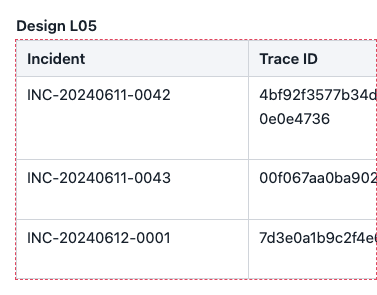 Design L05
Incident Trace ID
INC-20240611-0042 4bf92f3577b34d
0e0e4736
INC-20240611-0043 00f067aa0ba902
INC-20240612-0001 7d3e0a1b9c2f4e